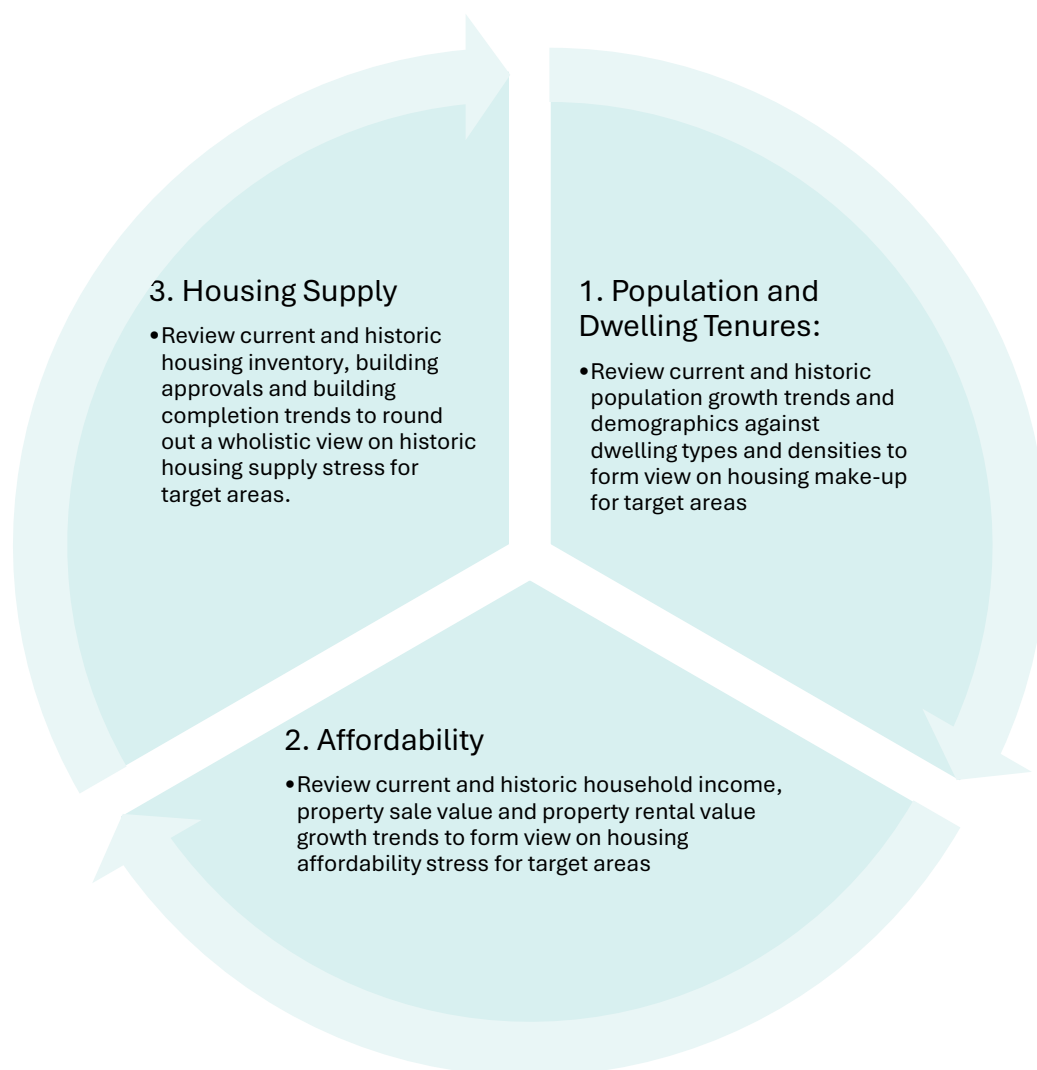 1. Population and
Dwelling Tenures:
•Review current and historic
population growth trends and
demographics against
dwelling types and densities to
form view on housing make-up
for target areas
2. Affordability
•Review current and historic household income,
property sale value and property rental value
growth trends to form view on housing
affordability stress for target areas
3. Housing Supply
•Review current and historic
housing inventory, building
approvals and building
completion trends to round
out a wholistic view on historic
housing supply stress for
target areas.